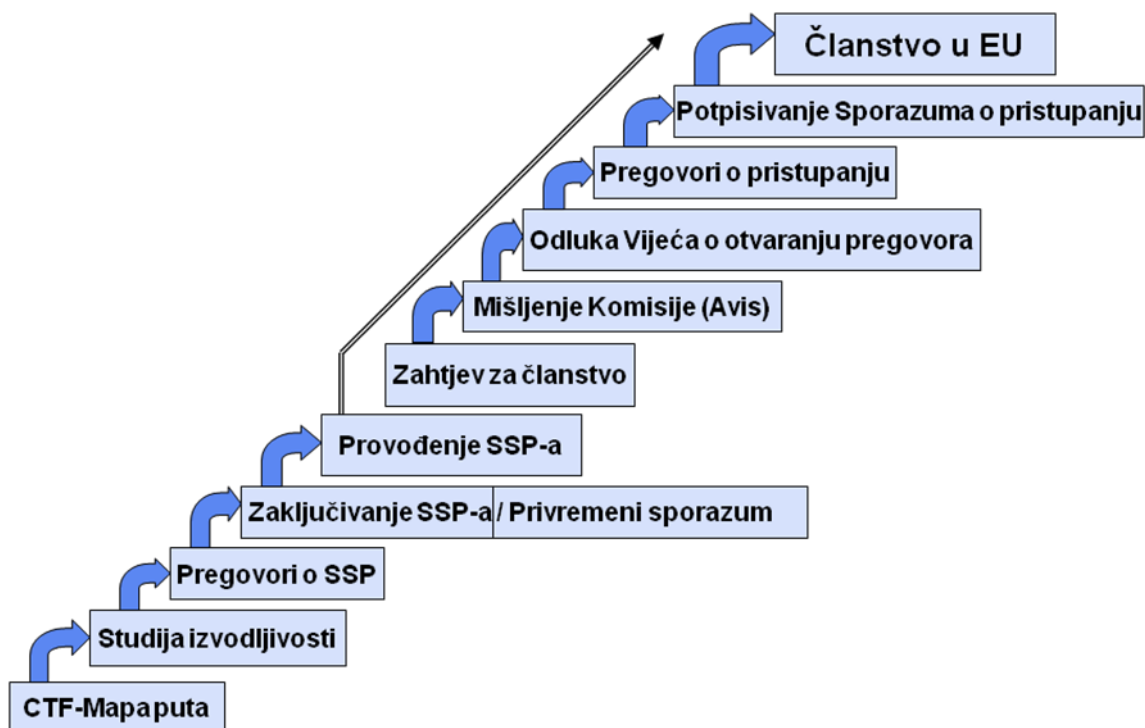 Članstvo u EU
Potpisivanje Sporazuma o pristupanju
Pregovori o pristupanju
Odluka Vijeća o otvaranju pregovora
Mišljenje Komisije (Avis)
Zahtjev za članstvo
Provođenje SSP-a
Zaključivanje SSP-a / Privremeni sporazum
Pregovori o SSP
Studija izvodljivosti
CTF-Mapa puta